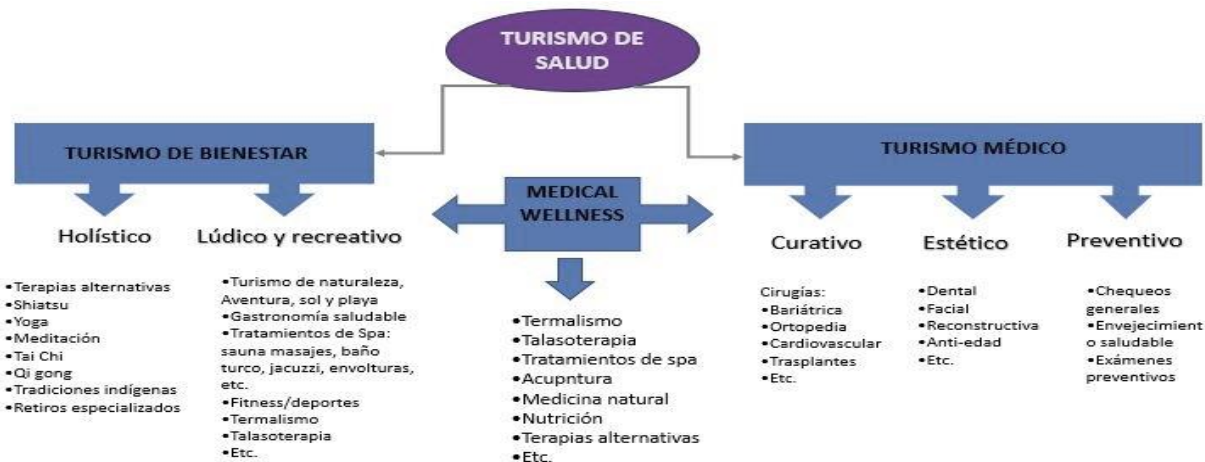 TURISMO DE
SALUD
TURISMO DE BIENESTAR
Holístico
•Terapias alternativas
•Shiatsu
•Yoga
•Meditación
•Tai Chi
•Qi gong
•Tradiciones indígenas
•Retiros especializados
Lúdico y recreativo
•Turismo de naturaleza,
Aventura, sol y playa
•Gastronomía saludable
•Tratamientos de Spa:
sauna masajes, baño
turco, jacuzzi, envolturas,
etc.
•Fitness/deportes
•Termalismo
•Talasoterapia
•Etc.
MEDICAL
WELLNESS
•Termalismo
•Talasoterapia
•Tratamientos de spa
•Acupntura
•Medicina natural
•Nutrición
•Terapias alternativas
•Etc.
TURISMO MÉDICO
Curativo
Cirugías:
•Bariátrica
•Ortopedia
•Cardiovascular
•Trasplantes
•Etc.
Estético
•Dental
•Facial
•Reconstructiva
•Anti-edad
•Etc.
Preventivo
•Chequeos
generales
•Envejecimient
o saludable
•Exámenes
preventivos